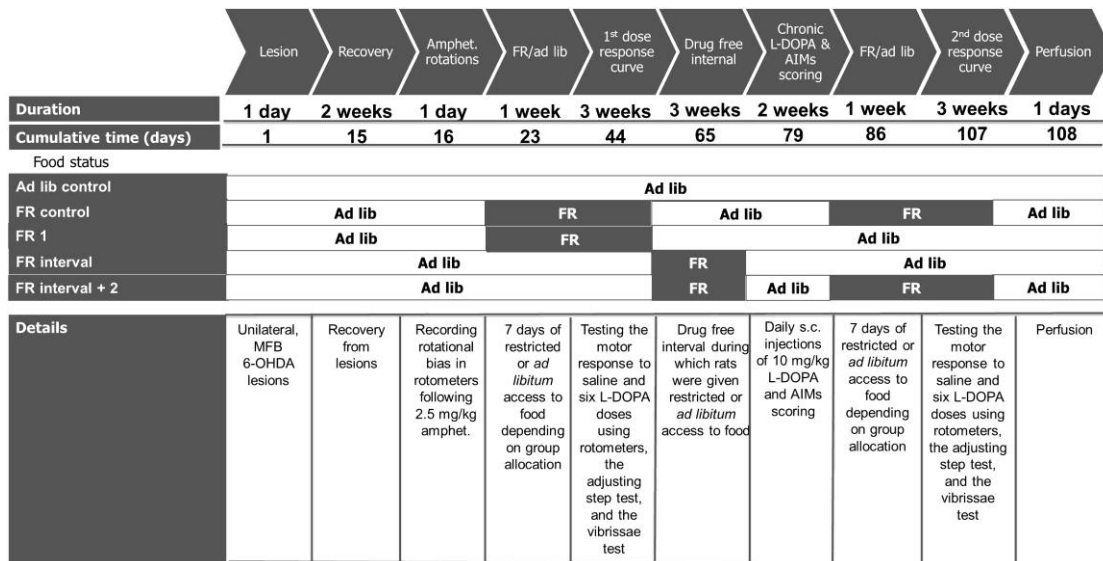 Lesion
Recovery
Amphet.
rotations
FR/ad lib
1st dose
response
curve
Drug free
internal
Chronic
L-DOPA &
AIMs
scoring
FR/ad lib
2nd dose
response
curve
Perfusion
Duration 1 day 2 weeks 1 day 1 week 3 weeks 3 weeks 2 weeks 1 week 3 weeks 1 days
Cumulative time (days) 1 15 16 23 44 65 79 86 107 108
Food status
Ad lib control Ad lib
FR control Ad lib FR Ad lib FR Ad lib
FR 1 Ad lib FR Ad lib
FR interval Ad lib FR Ad lib
FR interval + 2 Ad lib FR Ad lib FR Ad lib
Details
Unilateral,
MFB
6-OHDA
lesions
Recovery
from
lesions
Recording
rotational
bias in
rotometers
following
2.5 mg/kg
amphet.
7 days of
restricted or ad
libitum
access to
food
depending
on group
allocation
Testing the
motor
response to
saline and
six L-DOPA
doses
using
rotometers,
the
adjusting
step test,
and the
vibrissae
test
Drug free
interval during
which rats
were given
restricted or
ad libitum
access to food
Daily s.c.
injections
of 10 mg/kg
L-DOPA
and AIMs
scoring
7 days of
restricted or
ad libitum
access to
food
depending
on group
allocation
Testing the
motor
response to
saline and
six L-DOPA
doses using
rotometers,
the adjusting
step test,
and the
vibrissae
test
Perfusion